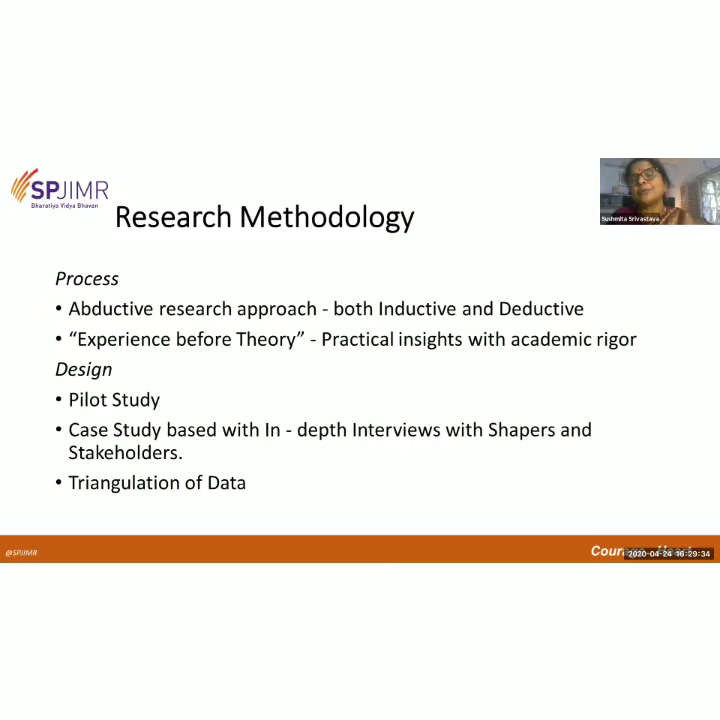 SPJIMR
Bharatiya Vidya Bhavan
Research Methodology
Sushmita Srivastava
Process
• Abductive research approach - both Inductive and Deductive
• “Experience before Theory” - Practical insights with academic rigor
Design
• Pilot Study
• Case Study based with In - depth Interviews with Shapers and
Stakeholders.
• Triangulation of Data
@SPJIMR
2020-04-24 16:29:34